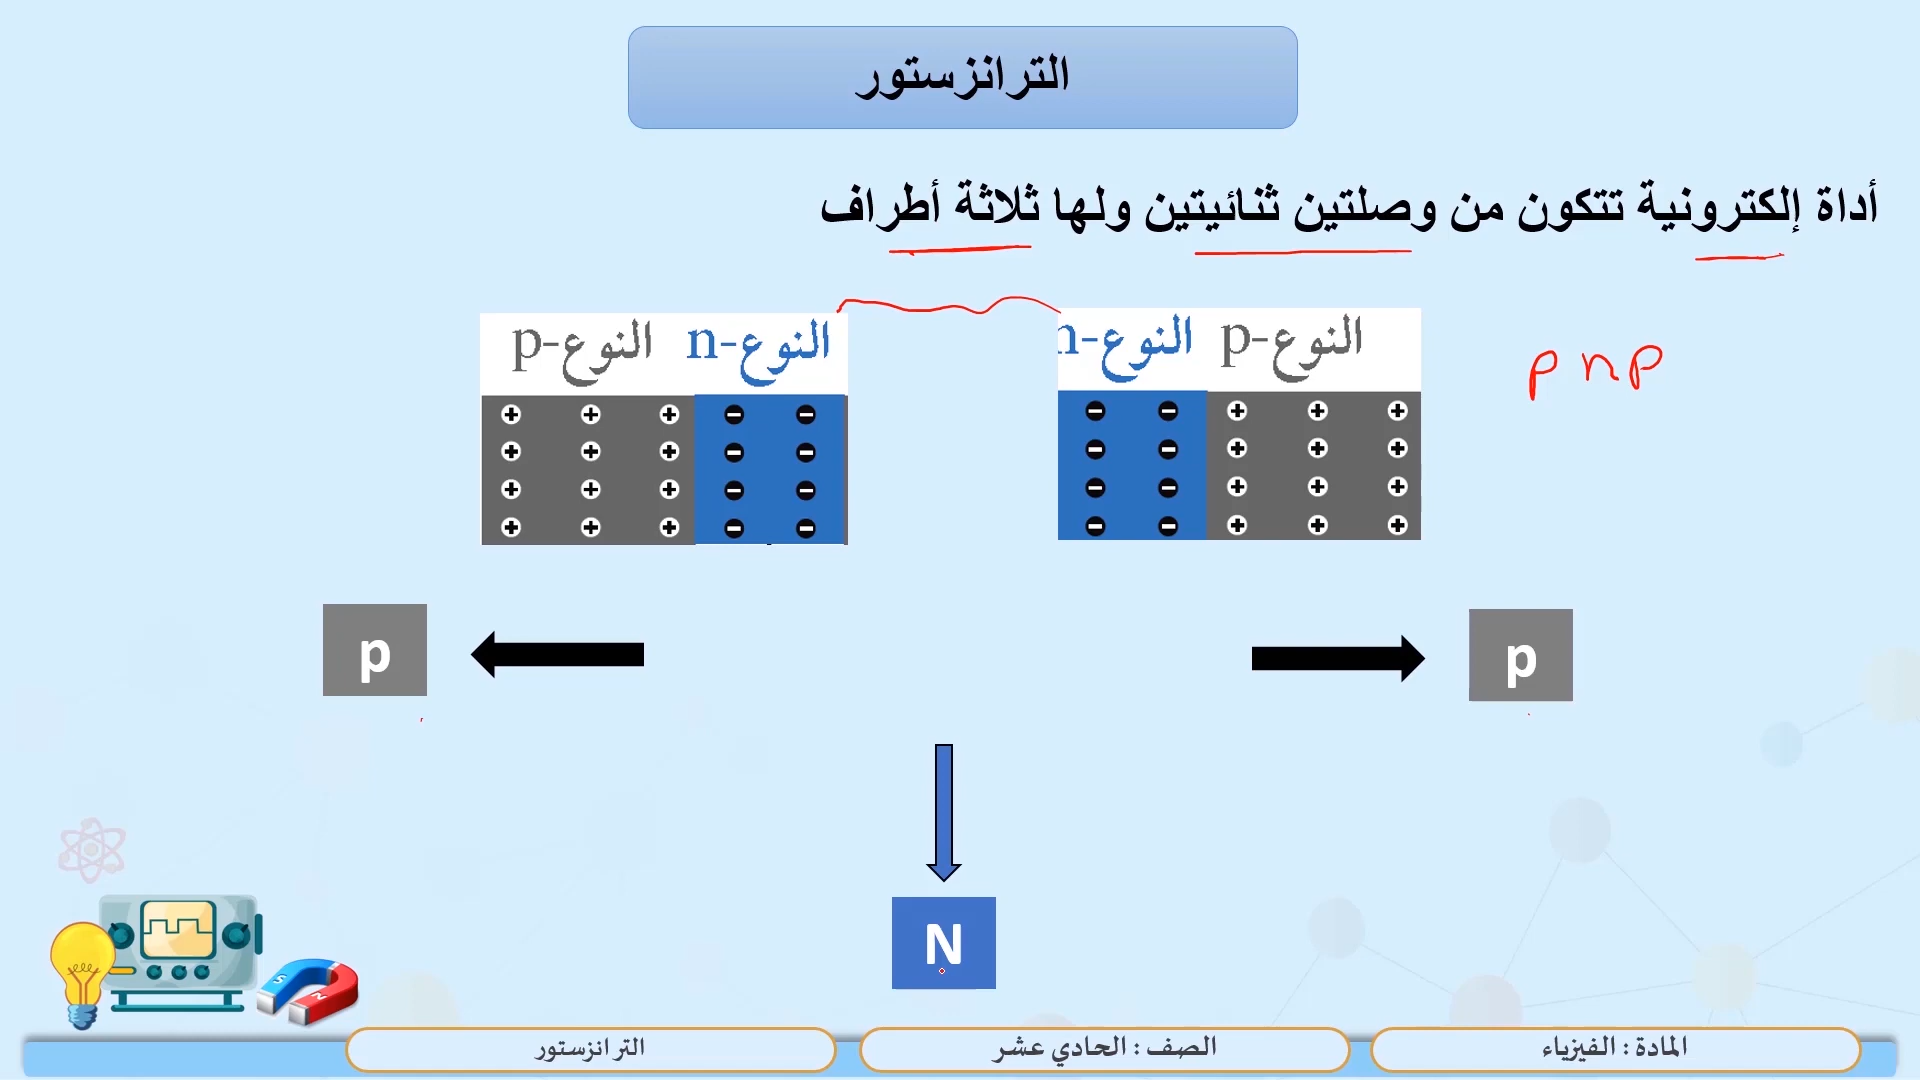 الترانزستور
أداة إلكترونية تتكون من وصلتين ثنائيتين ولها ثلاثة أطراف
النوع-p النوع-n
النوع-n النوع-p
p n p
p
p
N
S N
المادة : الفيزياء
الصف : الحادي عشر
الترانزستور